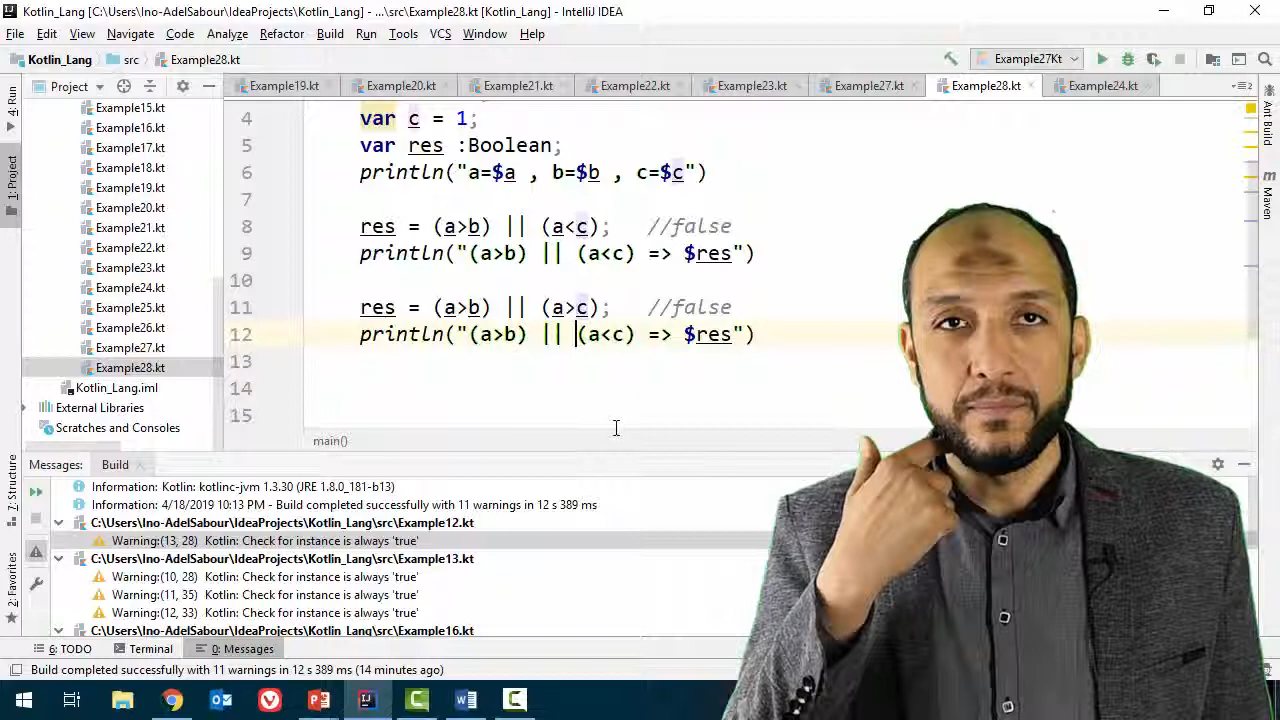 Kotlin_Lang [C:\Users\Ino-AdelSabour\IdeaProjects\Kotlin_Lang] - ...\src\Example28.kt [Kotlin_Lang] - IntelliJ IDEA
File Edit View Navigate Code Analyze Refactor Build Run Tools VCS Window Help
Kotlin_Lang src Example28.kt Example27Kt
Project Example19.kt Example20.kt Example21.kt Example22.kt Example23.kt Example27.kt Example28.kt Example24.kt
4: Run
1: Project
7: Structure
2: Favorites
Ant Build
Maven
Example15.kt
Example16.kt
Example17.kt
Example18.kt
Example19.kt
Example20.kt
Example21.kt
Example22.kt
Example23.kt
Example24.kt
Example25.kt
Example26.kt
Example27.kt
Example28.kt
Kotlin_Lang.iml
External Libraries
Scratches and Consoles
4 var c = 1;
5 var res :Boolean;
6 println("a=$a , b=$b , c=$c")
7
8 res = (a>b) || (a<c); //false
9 println("(a>b) || (a<c) => $res")
10
11 res = (a>b) || (a>c); //false
12 println("(a>b) || (a<c) => $res")
13
14
15
main()
Messages: Build
Information: Kotlin: kotlinc-jvm 1.3.30 (JRE 1.8.0_181-b13)
Information: 4/18/2019 10:13 PM - Build completed successfully with 11 warnings in 12 s 389 ms
C:\Users\Ino-AdelSabour\IdeaProjects\Kotlin_Lang\src\Example12.kt
Warning:(13, 28) Kotlin: Check for instance is always 'true'
C:\Users\Ino-AdelSabour\IdeaProjects\Kotlin_Lang\src\Example13.kt
Warning:(10, 28) Kotlin: Check for instance is always 'true'
Warning:(11, 35) Kotlin: Check for instance is always 'true'
Warning:(12, 33) Kotlin: Check for instance is always 'true'
C:\Users\Ino-AdelSabour\IdeaProjects\Kotlin_Lang\src\Example16.kt
6: TODO Terminal 0: Messages
Build completed successfully with 11 warnings in 12 s 389 ms (14 minutes ago)